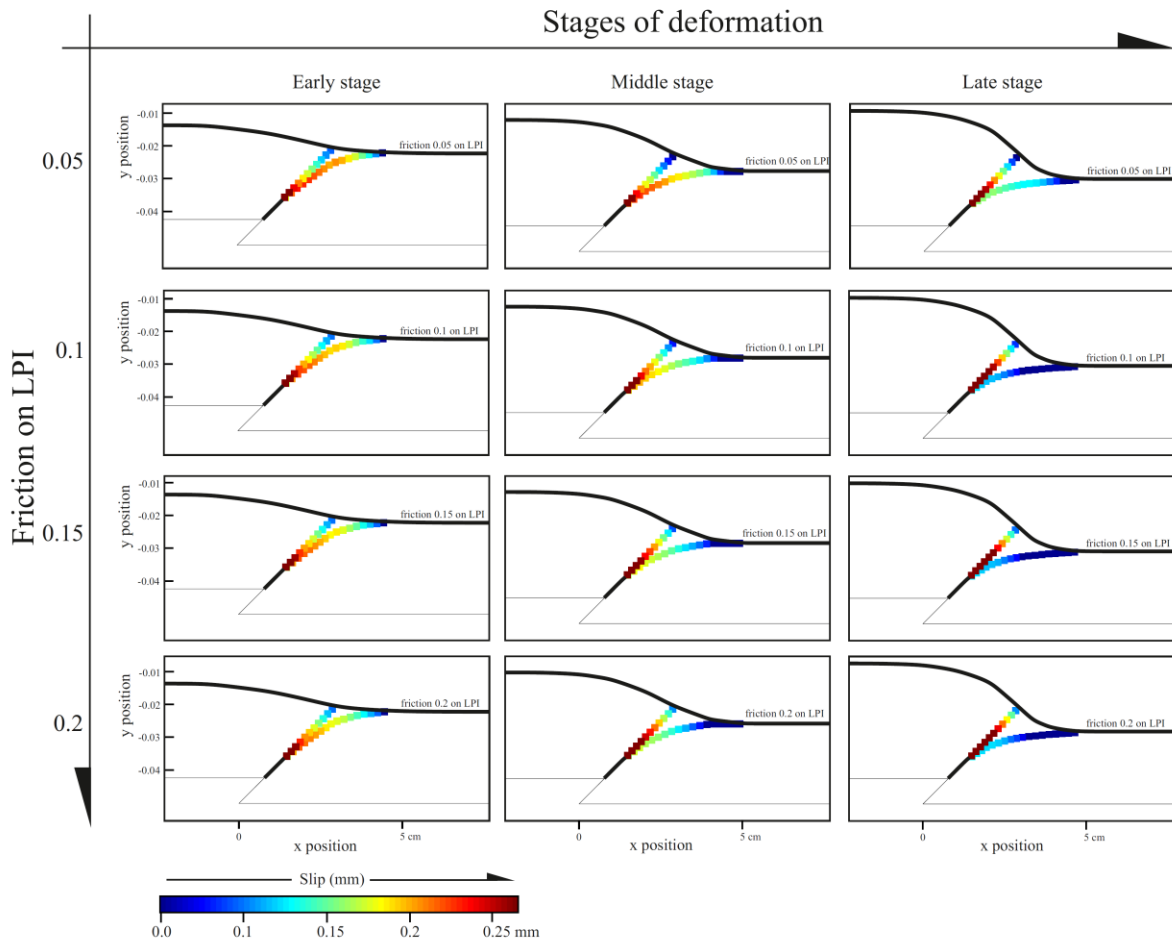 Stages of deformation
Early stage
Middle stage
Late stage
Friction on LPI
0.05
y position
-0.01
-0.02
-0.03
-0.04
friction 0.05 on LPI
friction 0.05 on LPI
friction 0.05 on LPI
0.1
y position
-0.01
-0.02
-0.03
-0.04
friction 0.1 on LPI
friction 0.1 on LPI
friction 0.1 on LPI
0.15
y position
-0.01
-0.02
-0.03
-0.04
friction 0.15 on LPI
friction 0.15 on LPI
friction 0.15 on LPI
0.2
y position
-0.01
-0.02
-0.03
-0.04
friction 0.2 on LPI
friction 0.2 on LPI
friction 0.2 on LPI
0 5 cm
x position
0 5
x position
0 5 cm
x position
Slip (mm)
0.0 0.1 0.15 0.2 0.25 mm